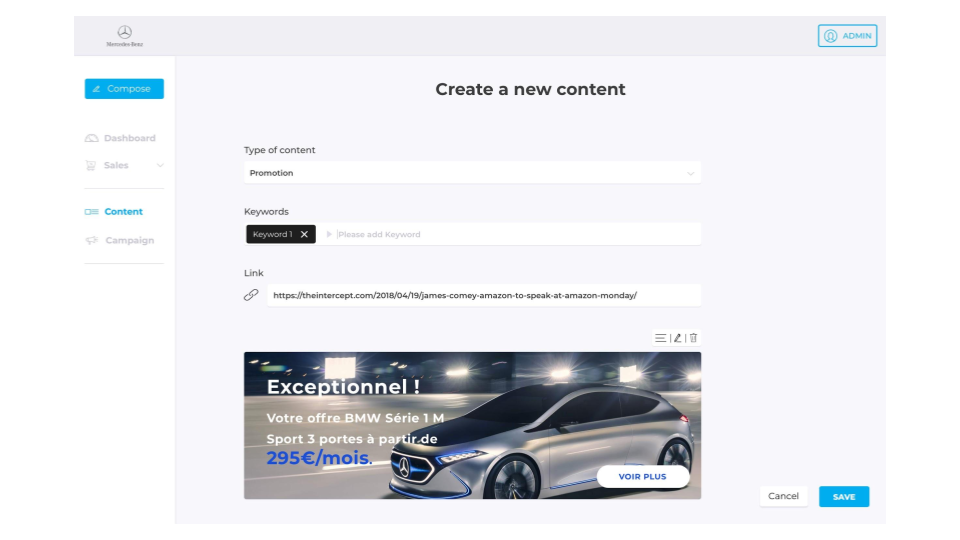 Mercedes-Benz
ADMIN
Compose
Create a new content
Dashboard
Sales
Content
Campaign
Type of content
Promotion
Keywords
Keyword 1
Please add Keyword
Link
https://theintercept.com/2018/04/19/james-comey-amazon-to-speak-at-amazon-monday/
Exceptionnel !
Votre offre BMW Série 1 M
Sport 3 portes à partir de
295€/mois.
VOIR PLUS
Cancel
SAVE